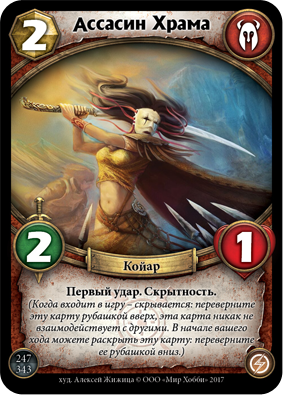 2
Ассасин Храма
2
Койар
1
Первый удар. Скрытность.
(Когда входит в игру – скрывается: переверните
эту карту рубашкой вверх, эта карта никак не
взаимодействует с другими. В начале вашего
хода можете раскрыть эту карту: переверните
ее рубашкой вниз.)
247
343
худ. Алексей Жижица © ООО «Мир Хобби» 2017